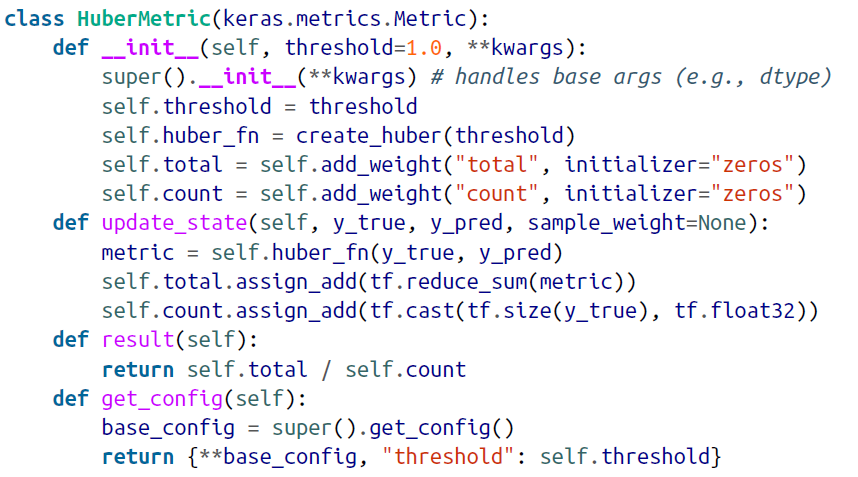 class HuberMetric(keras.metrics.Metric):
    def __init__(self, threshold=1.0, **kwargs):
        super().__init__(**kwargs) # handles base args (e.g., dtype)
        self.threshold = threshold
        self.huber_fn = create_huber(threshold)
        self.total = self.add_weight("total", initializer="zeros")
        self.count = self.add_weight("count", initializer="zeros")
    def update_state(self, y_true, y_pred, sample_weight=None):
        metric = self.huber_fn(y_true, y_pred)
        self.total.assign_add(tf.reduce_sum(metric))
        self.count.assign_add(tf.cast(tf.size(y_true), tf.float32))
    def result(self):
        return self.total / self.count
    def get_config(self):
        base_config = super().get_config()
        return {**base_config, "threshold": self.threshold}